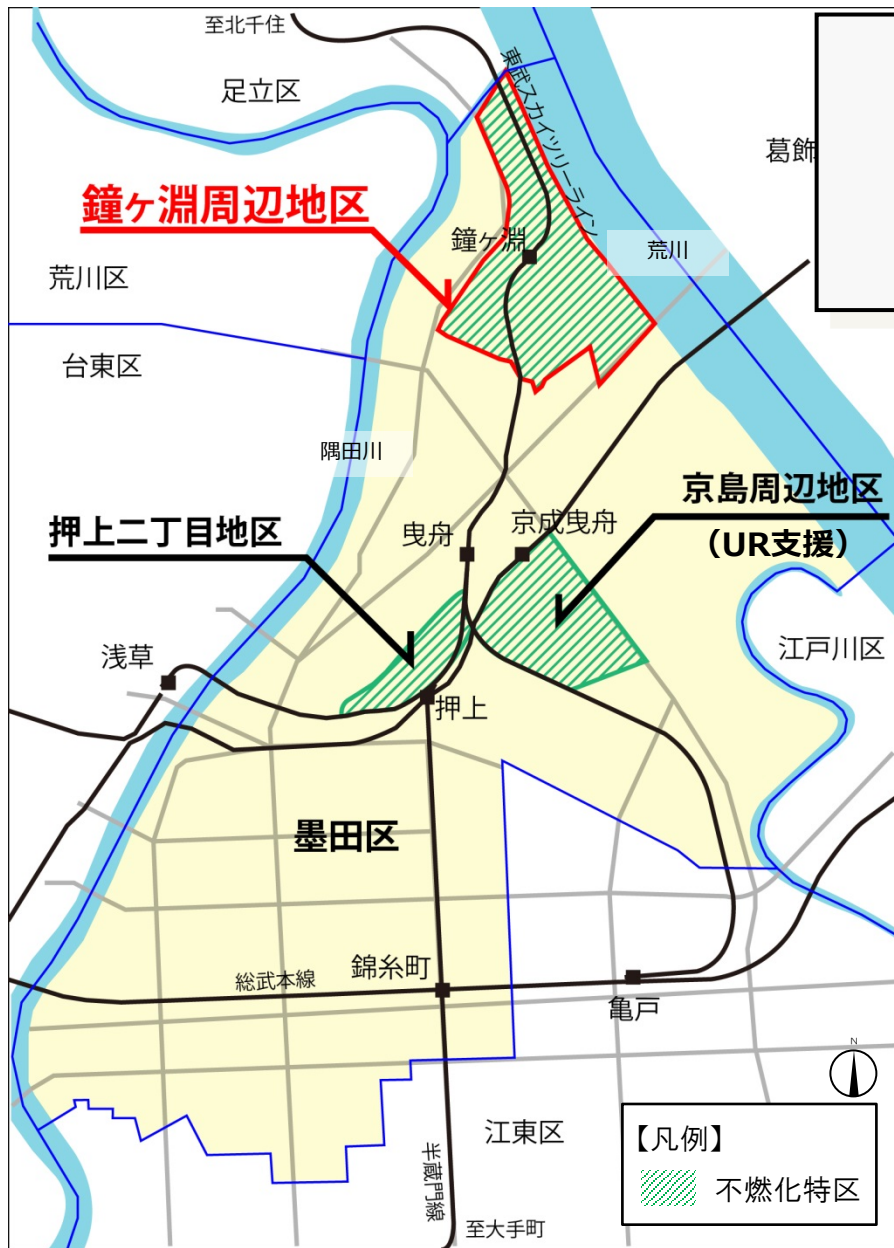 至北千住
足立区
東武スカイツリーライン
葛飾
鐘ヶ淵周辺地区
鐘ヶ淵
荒川
荒川区
台東区
隅田川
京島周辺地区
(UR支援)
押上二丁目地区
曳舟
京成曳舟
浅草
江戸川区
押上
墨田区
総武本線
錦糸町
亀戸
N
江東区
半蔵門線
至大手町
【凡例】
不燃化特区